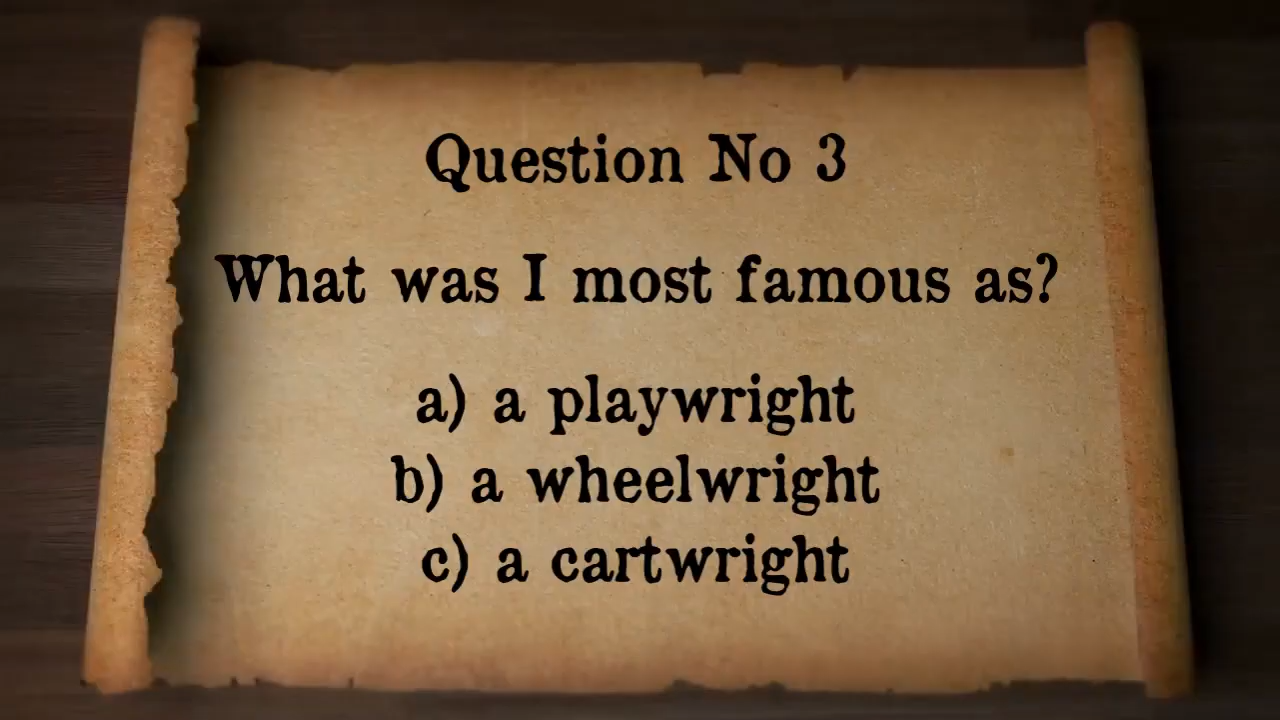 Question No 3
What was I most famous as?
a) a playwright
b) a wheelwright
c) a cartwright